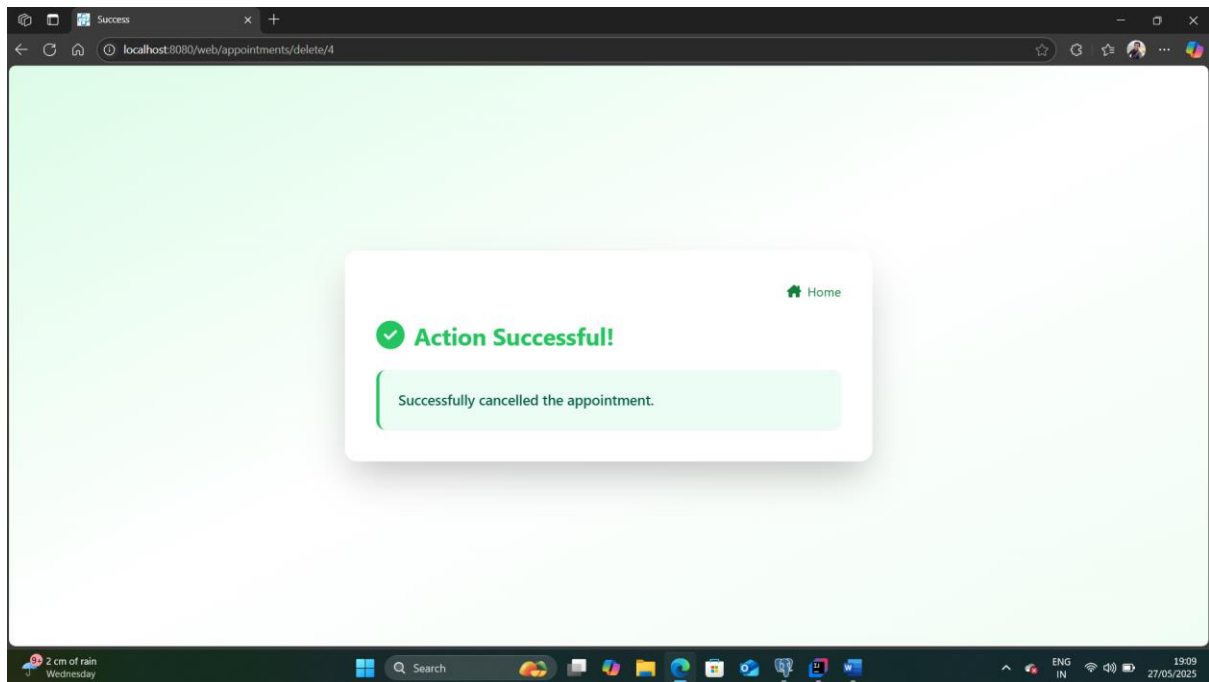 Success
localhost:8080/web/appointments/delete/4
Home
Action Successful!
Successfully cancelled the appointment.
9+
2 cm of rain
Wednesday
Search
ENG
IN
19:09
27/05/2025